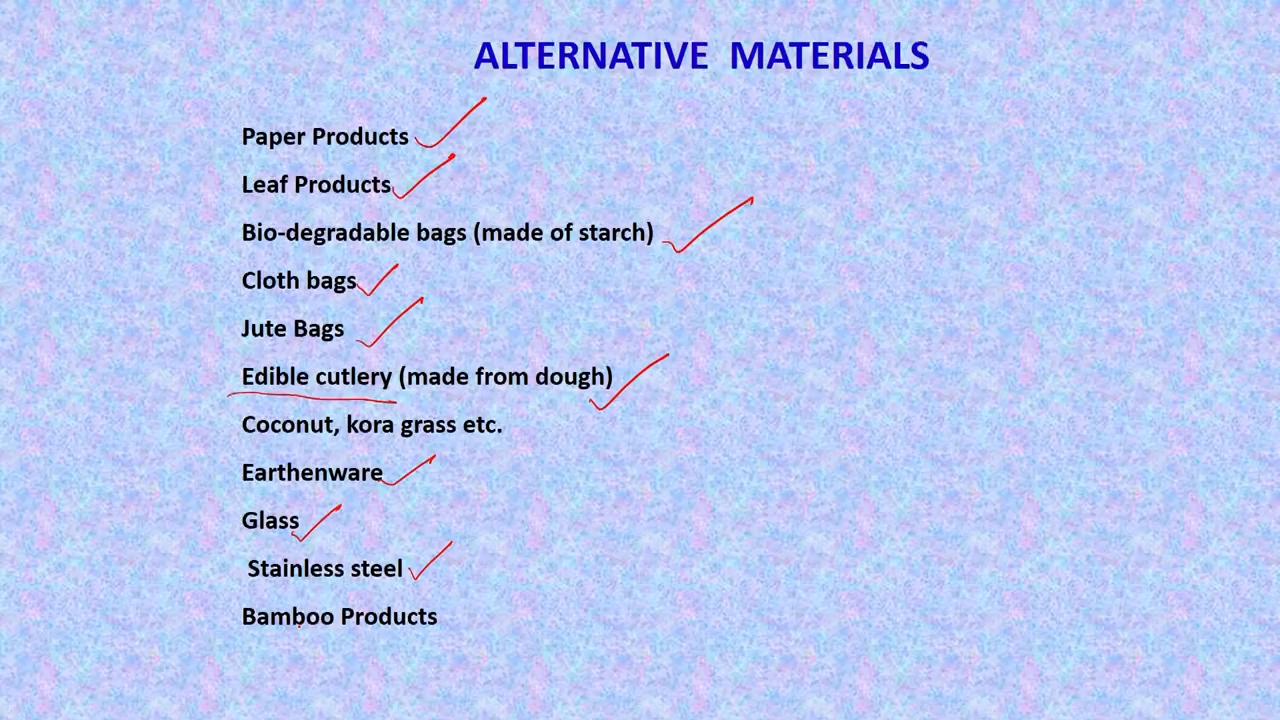 ALTERNATIVE MATERIALS
Paper Products
Leaf Products
Bio-degradable bags (made of starch)
Cloth bags
Jute Bags
Edible cutlery (made from dough)
Coconut, kora grass etc.
Earthenware
Glass
Stainless steel
Bamboo Products